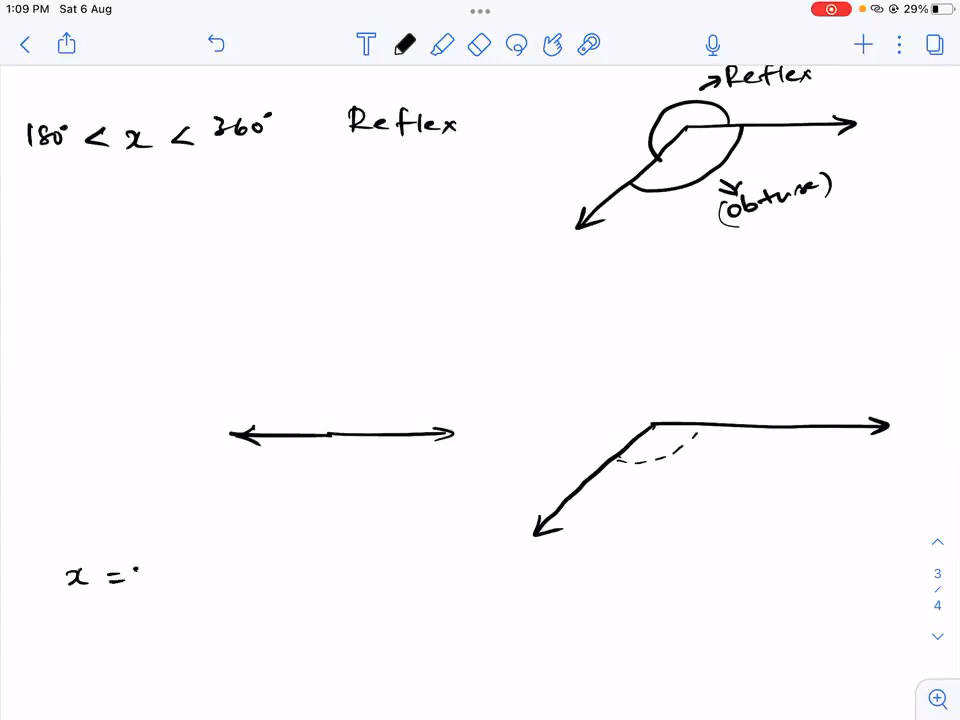 1:09 PM Sat 6 Aug
29%
T
Reflex
180° < x < 360° Reflex
(obtuse)
x =
3
/
4